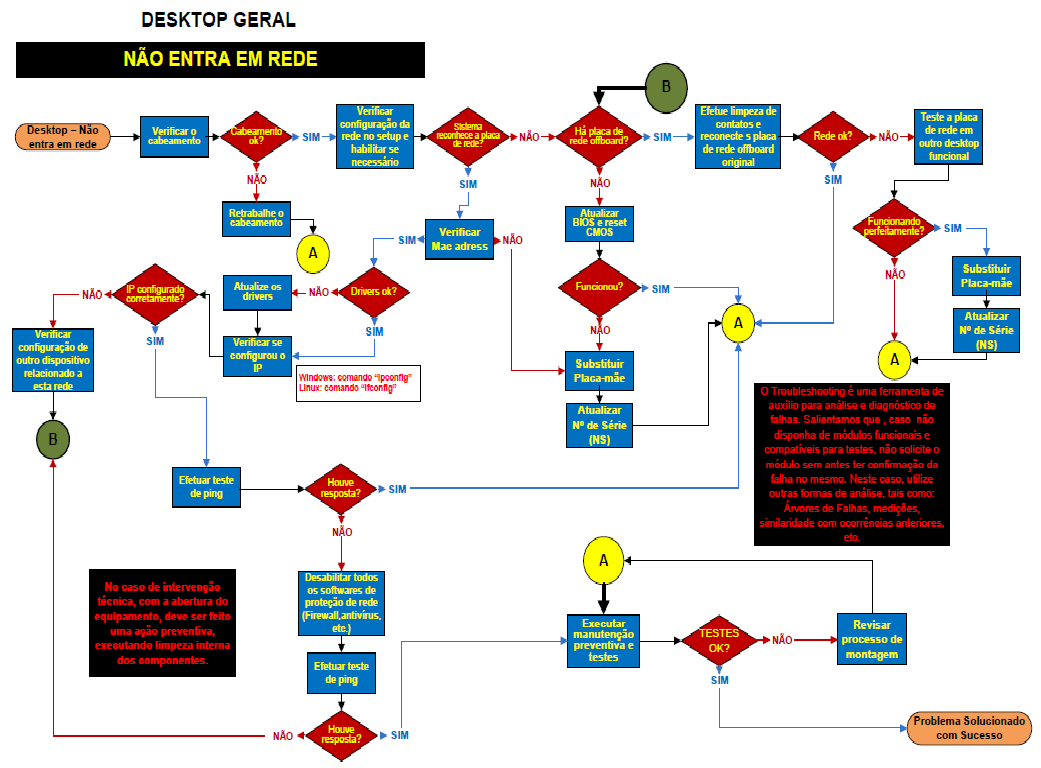 DESKTOP GERAL
NÃO ENTRA EM REDE
B
Desktop – Não
entra em rede
Verificar o
cabeamento
Cabeamento
ok?
SIM
Verificar
configuração da
rede no setup e
habilitar se
necessário
Sistema
reconhece a placa
de rede?
NÃO
Há placa de
rede offboard?
SIM
Efetue limpeza de
contatos e
reconecte s placa
de rede offboard
original
Rede ok?
NÃO
Teste a placa
de rede em
outro desktop
funcional
NÃO
SIM
NÃO
SIM
Retrabalhe o
cabeamento
A
SIM
Verificar
Mac adress
NÃO
Atualizar
BIOS e reset
CMOS
Funcionando
perfeitamente?
SIM
NÃO
Substituir
Placa-mãe
Atualizar
Nº de Série
(NS)
A
NÃO
IP configurado
corretamente?
Atualize os
drivers
NÃO
Drivers ok?
Funcionou?
SIM
A
SIM
SIM
NÃO
Verificar
configuração de
outro dispositivo
relacionado a
esta rede
Verificar se
configurou o
IP
Windows: comando “ipconfig”
Linux: comando “ifconfig”
Substituir
Placa-mãe
Atualizar
Nº de Série
(NS)
O Troubleshooting é uma ferramenta de
auxílio para análise e diagnóstico de
falhas. Salientamos que , caso não
disponha de módulos funcionais e
compatíveis para testes, não solicite o
módulo sem antes ter confirmação da
falha no mesmo. Neste caso, utilize
outras formas de análise, tais como:
Árvores de Falhas, medições,
similaridade com ocorrências anteriores,
etc.
B
Efetuar teste
de ping
Houve
resposta?
SIM
NÃO
No caso de intervenção
técnica, com a abertura do
equipamento, deve ser feito
uma ação preventiva,
executando limpeza interna
dos componentes.
Desabilitar todos
os softwares de
proteção de rede
(Firewall,antivírus,
etc.)
A
Executar
manutenção
preventiva e
testes
TESTES
OK?
NÃO
Revisar
processo de
montagem
Efetuar teste
de ping
SIM
NÃO
Houve
resposta?
SIM
Problema Solucionado
com Sucesso